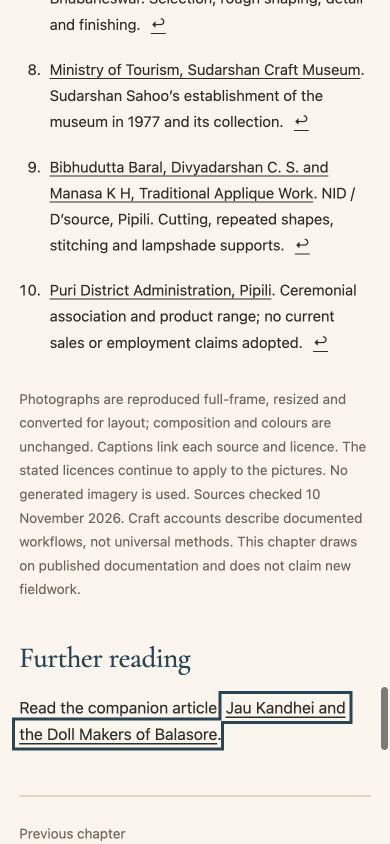 Bhubaneswar. Selection, rough shaping, detail
and finishing. ↩
8. Ministry of Tourism, Sudarshan Craft Museum.
Sudarshan Sahoo’s establishment of the
museum in 1977 and its collection. ↩
9. Bibhudutta Baral, Divyadarshan C. S. and
Manasa K H, Traditional Applique Work. NID /
D’source, Pipili. Cutting, repeated shapes,
stitching and lampshade supports. ↩
10. Puri District Administration, Pipili. Ceremonial
association and product range; no current
sales or employment claims adopted. ↩
Photographs are reproduced full-frame, resized and
converted for layout; composition and colours are
unchanged. Captions link each source and licence. The
stated licences continue to apply to the pictures. No
generated imagery is used. Sources checked 10
November 2026. Craft accounts describe documented
workflows, not universal methods. This chapter draws
on published documentation and does not claim new
fieldwork.
Further reading
Read the companion article Jau Kandhei and
the Doll Makers of Balasore.
Previous chapter